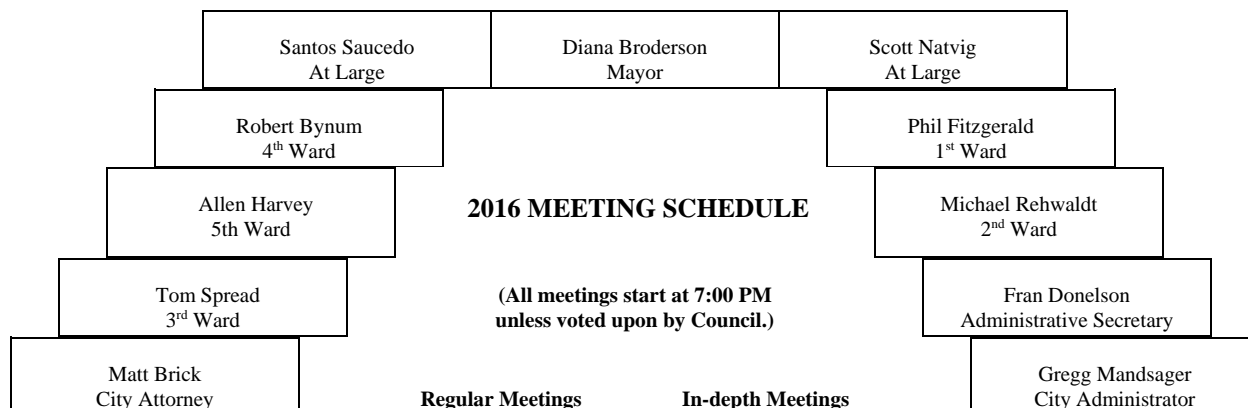 Santos Saucedo
At Large
Diana Broderson
Mayor
Scott Natvig
At Large
Robert Bynum
4th Ward
Phil Fitzgerald
1st Ward
Allen Harvey
5th Ward
2016 MEETING SCHEDULE
Michael Rehwaldt
2nd Ward
Tom Spread
3rd Ward
(All meetings start at 7:00 PM
unless voted upon by Council.)
Fran Donelson
Administrative Secretary
Matt Brick
City Attorney
Regular Meetings
In-depth Meetings
Gregg Mandsager
City Administrator